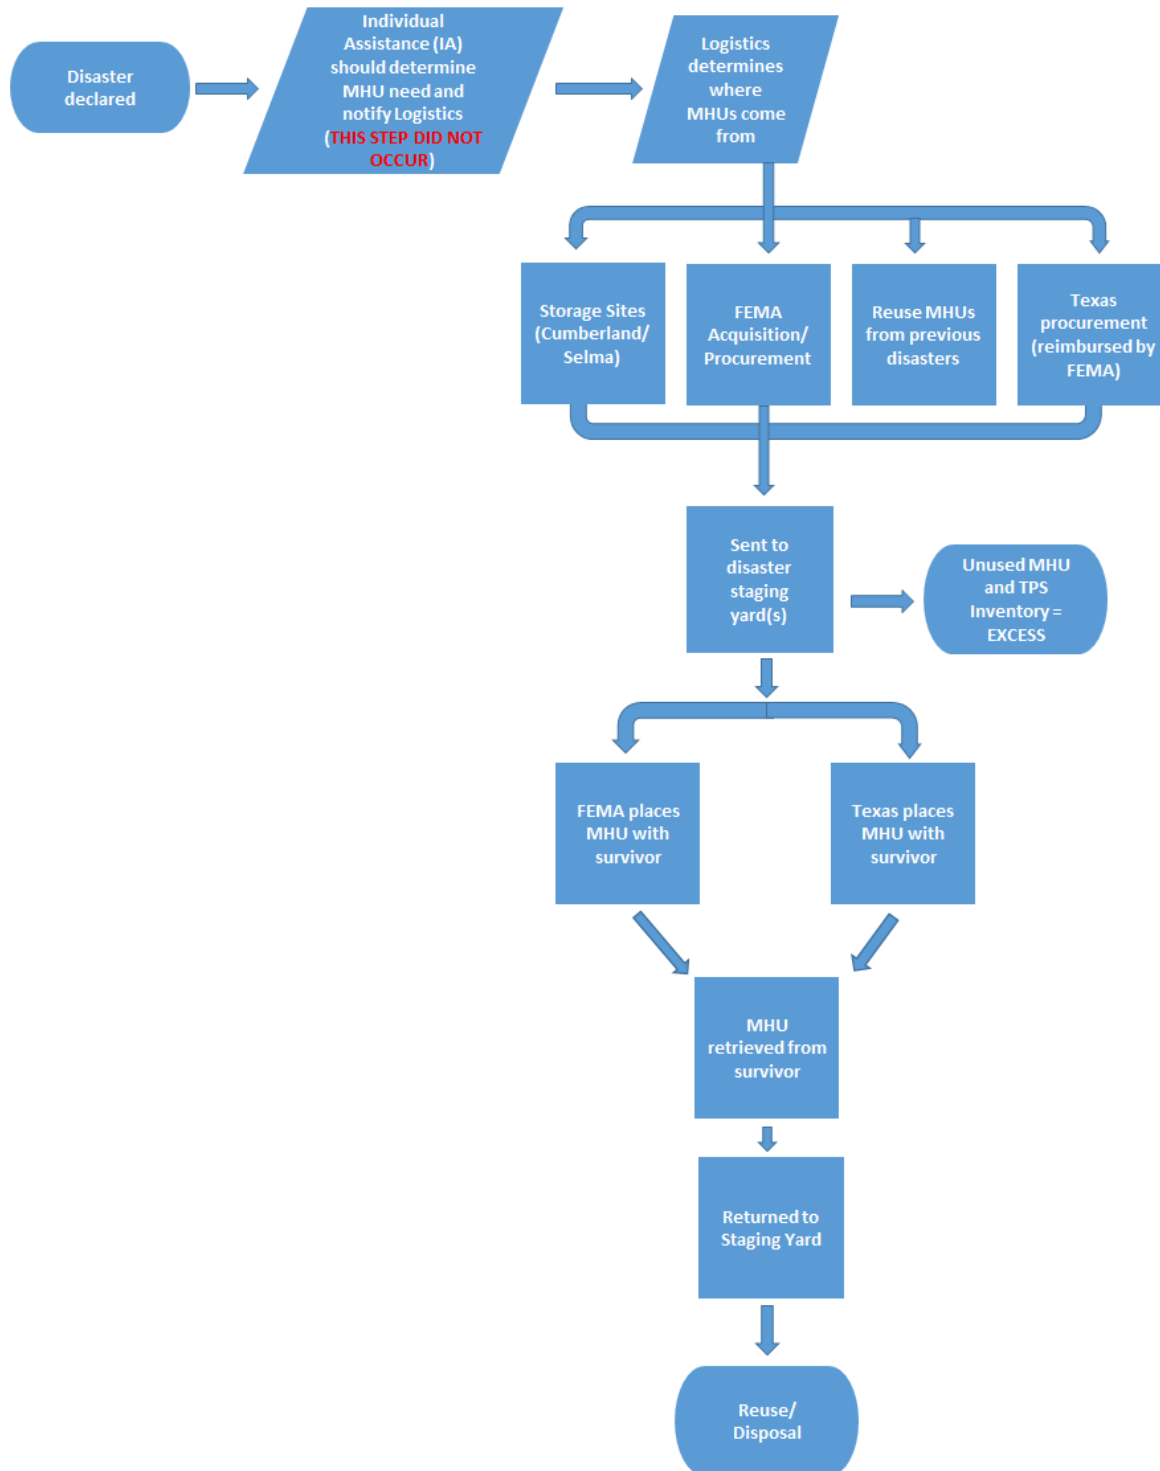 Disaster
declared
Individual
Assistance (IA)
should determine
MHU need and
notify Logistics
(THIS STEP DID NOT
OCCUR)
Logistics
determines
where
MHUs come
from
Storage Sites
(Cumberland/
Selma)
FEMA
Acquisition/
Procurement
Reuse MHUs
from previous
disasters
Texas
procurement
(reimbursed by
FEMA)
Sent to
disaster
staging
yard(s)
Unused MHU
and TPS
Inventory =
EXCESS
FEMA places
MHU with
survivor
Texas places
MHU with
survivor
MHU
retrieved from
survivor
Returned to
Staging Yard
Reuse/
Disposal